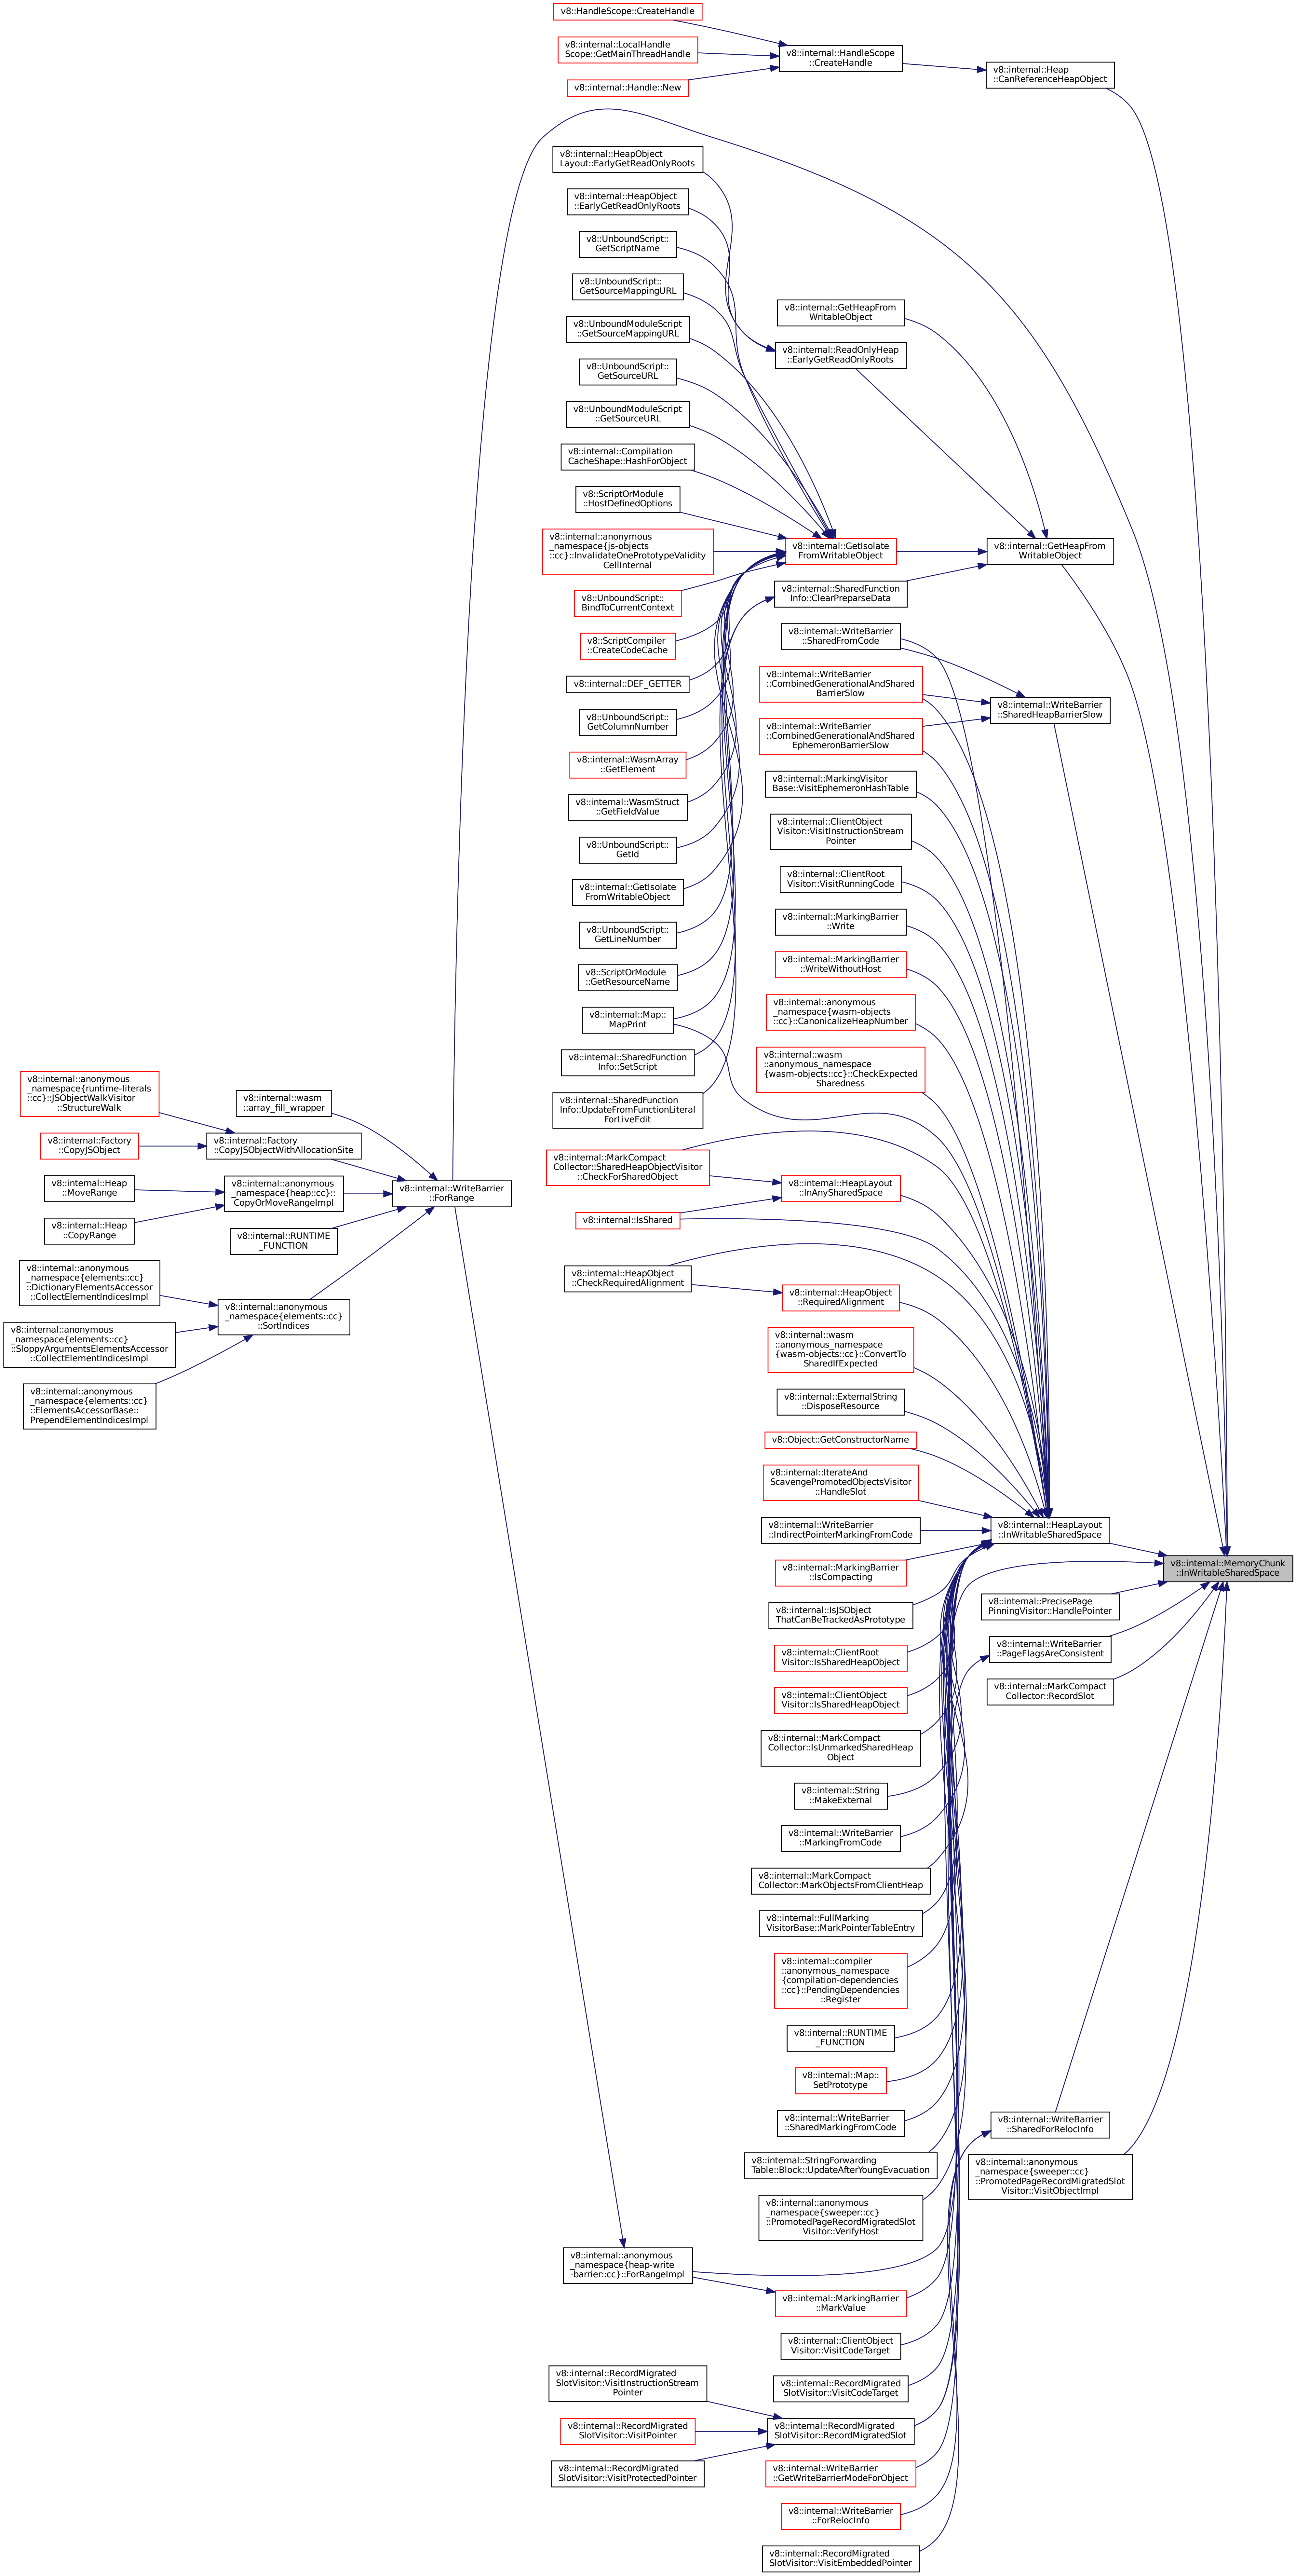 v8::HandleScope::CreateHandle
v8::internal::LocalHandle
Scope::GetMainThreadHandle
v8::internal::Handle::New
v8::internal::HandleScope
::CreateHandle
v8::internal::Heap
::CanReferenceHeapObject
v8::internal::HeapObject
Layout::EarlyGetReadOnlyRoots
v8::internal::HeapObject
::EarlyGetReadOnlyRoots
v8::UnboundScript::
GetScriptName
v8::UnboundScript::
GetSourceMappingURL
v8::UnboundModuleScript
::GetSourceMappingURL
v8::UnboundScript::
GetSourceURL
v8::UnboundModuleScript
::GetSourceURL
v8::internal::Compilation
CacheShape::HashForObject
v8::ScriptOrModule
::HostDefinedOptions
v8::internal::anonymous
_namespace{js-objects
::cc}::InvalidateOnePrototypeValidity
CellInternal
v8::UnboundScript::
BindToCurrentContext
v8::ScriptCompiler
::CreateCodeCache
v8::internal::DEF_GETTER
v8::UnboundScript::
GetColumnNumber
v8::internal::WasmArray
::GetElement
v8::internal::WasmStruct
::GetFieldValue
v8::UnboundScript::
GetId
v8::internal::GetIsolate
FromWritableObject
v8::UnboundScript::
GetLineNumber
v8::ScriptOrModule
::GetResourceName
v8::internal::Map::
MapPrint
v8::internal::SharedFunction
Info::SetScript
v8::internal::SharedFunction
Info::UpdateFromFunctionLiteral
ForLiveEdit
v8::internal::MarkCompact
Collector::SharedHeapObjectVisitor
::CheckForSharedObject
v8::internal::IsShared
v8::internal::HeapObject
::CheckRequiredAlignment
v8::internal::GetHeapFrom
WritableObject
v8::internal::ReadOnlyHeap
::EarlyGetReadOnlyRoots
v8::internal::GetIsolate
FromWritableObject
v8::internal::GetHeapFrom
WritableObject
v8::internal::SharedFunction
Info::ClearPreparseData
v8::internal::WriteBarrier
::SharedFromCode
v8::internal::WriteBarrier
::CombinedGenerationalAndShared
BarrierSlow
v8::internal::WriteBarrier
::SharedHeapBarrierSlow
v8::internal::WriteBarrier
::CombinedGenerationalAndShared
EphemeronBarrierSlow
v8::internal::MarkingVisitor
Base::VisitEphemeronHashTable
v8::internal::ClientObject
Visitor::VisitInstructionStream
Pointer
v8::internal::ClientRoot
Visitor::VisitRunningCode
v8::internal::MarkingBarrier
::Write
v8::internal::MarkingBarrier
::WriteWithoutHost
v8::internal::anonymous
_namespace{wasm-objects
::cc}::CanonicalizeHeapNumber
v8::internal::wasm
::anonymous_namespace
{wasm-objects::cc}::CheckExpected
Sharedness
v8::internal::HeapLayout
::InAnySharedSpace
v8::internal::HeapObject
::RequiredAlignment
v8::internal::wasm
::anonymous_namespace
{wasm-objects::cc}::ConvertTo
SharedIfExpected
v8::internal::ExternalString
::DisposeResource
v8::Object::GetConstructorName
v8::internal::IterateAnd
ScavengePromotedObjectsVisitor
::HandleSlot
v8::internal::WriteBarrier
::IndirectPointerMarkingFromCode
v8::internal::MarkingBarrier
::IsCompacting
v8::internal::IsJSObject
ThatCanBeTrackedAsPrototype
v8::internal::ClientRoot
Visitor::IsSharedHeapObject
v8::internal::ClientObject
Visitor::IsSharedHeapObject
v8::internal::MarkCompact
Collector::IsUnmarkedSharedHeap
Object
v8::internal::String
::MakeExternal
v8::internal::WriteBarrier
::MarkingFromCode
v8::internal::MarkCompact
Collector::MarkObjectsFromClientHeap
v8::internal::FullMarking
VisitorBase::MarkPointerTableEntry
v8::internal::compiler
::anonymous_namespace
{compilation-dependencies
::cc}::PendingDependencies
::Register
v8::internal::RUNTIME
_FUNCTION
v8::internal::Map::
SetPrototype
v8::internal::WriteBarrier
::SharedMarkingFromCode
v8::internal::StringForwarding
Table::Block::UpdateAfterYoungEvacuation
v8::internal::anonymous
_namespace{sweeper::cc}
::PromotedPageRecordMigratedSlot
Visitor::VerifyHost
v8::internal::HeapLayout
::InWritableSharedSpace
v8::internal::MemoryChunk
::InWritableSharedSpace
v8::internal::PrecisePage
PinningVisitor::HandlePointer
v8::internal::WriteBarrier
::PageFlagsAreConsistent
v8::internal::MarkCompact
Collector::RecordSlot
v8::internal::WriteBarrier
::SharedForRelocInfo
v8::internal::anonymous
_namespace{sweeper::cc}
::PromotedPageRecordMigratedSlot
Visitor::VisitObjectImpl
v8::internal::anonymous
_namespace{runtime-literals
::cc}::JSObjectWalkVisitor
::StructureWalk
v8::internal::wasm
::array_fill_wrapper
v8::internal::Factory
::CopyJSObject
v8::internal::Factory
::CopyJSObjectWithAllocationSite
v8::internal::Heap
::MoveRange
v8::internal::anonymous
_namespace{heap::cc}::
CopyOrMoveRangeImpl
v8::internal::WriteBarrier
::ForRange
v8::internal::Heap
::CopyRange
v8::internal::RUNTIME
_FUNCTION
v8::internal::anonymous
_namespace{elements::cc}
::DictionaryElementsAccessor
::CollectElementIndicesImpl
v8::internal::anonymous
_namespace{elements::cc}
::SortIndices
v8::internal::anonymous
_namespace{elements::cc}
::SloppyArgumentsElementsAccessor
::CollectElementIndicesImpl
v8::internal::anonymous
_namespace{elements::cc}
::ElementsAccessorBase::
PrependElementIndicesImpl
v8::internal::anonymous
_namespace{heap-write
-barrier::cc}::ForRangeImpl
v8::internal::MarkingBarrier
::MarkValue
v8::internal::ClientObject
Visitor::VisitCodeTarget
v8::internal::RecordMigrated
SlotVisitor::VisitInstructionStream
Pointer
v8::internal::RecordMigrated
SlotVisitor::VisitCodeTarget
v8::internal::RecordMigrated
SlotVisitor::VisitPointer
v8::internal::RecordMigrated
SlotVisitor::RecordMigratedSlot
v8::internal::RecordMigrated
SlotVisitor::VisitProtectedPointer
v8::internal::WriteBarrier
::GetWriteBarrierModeForObject
v8::internal::WriteBarrier
::ForRelocInfo
v8::internal::RecordMigrated
SlotVisitor::VisitEmbeddedPointer